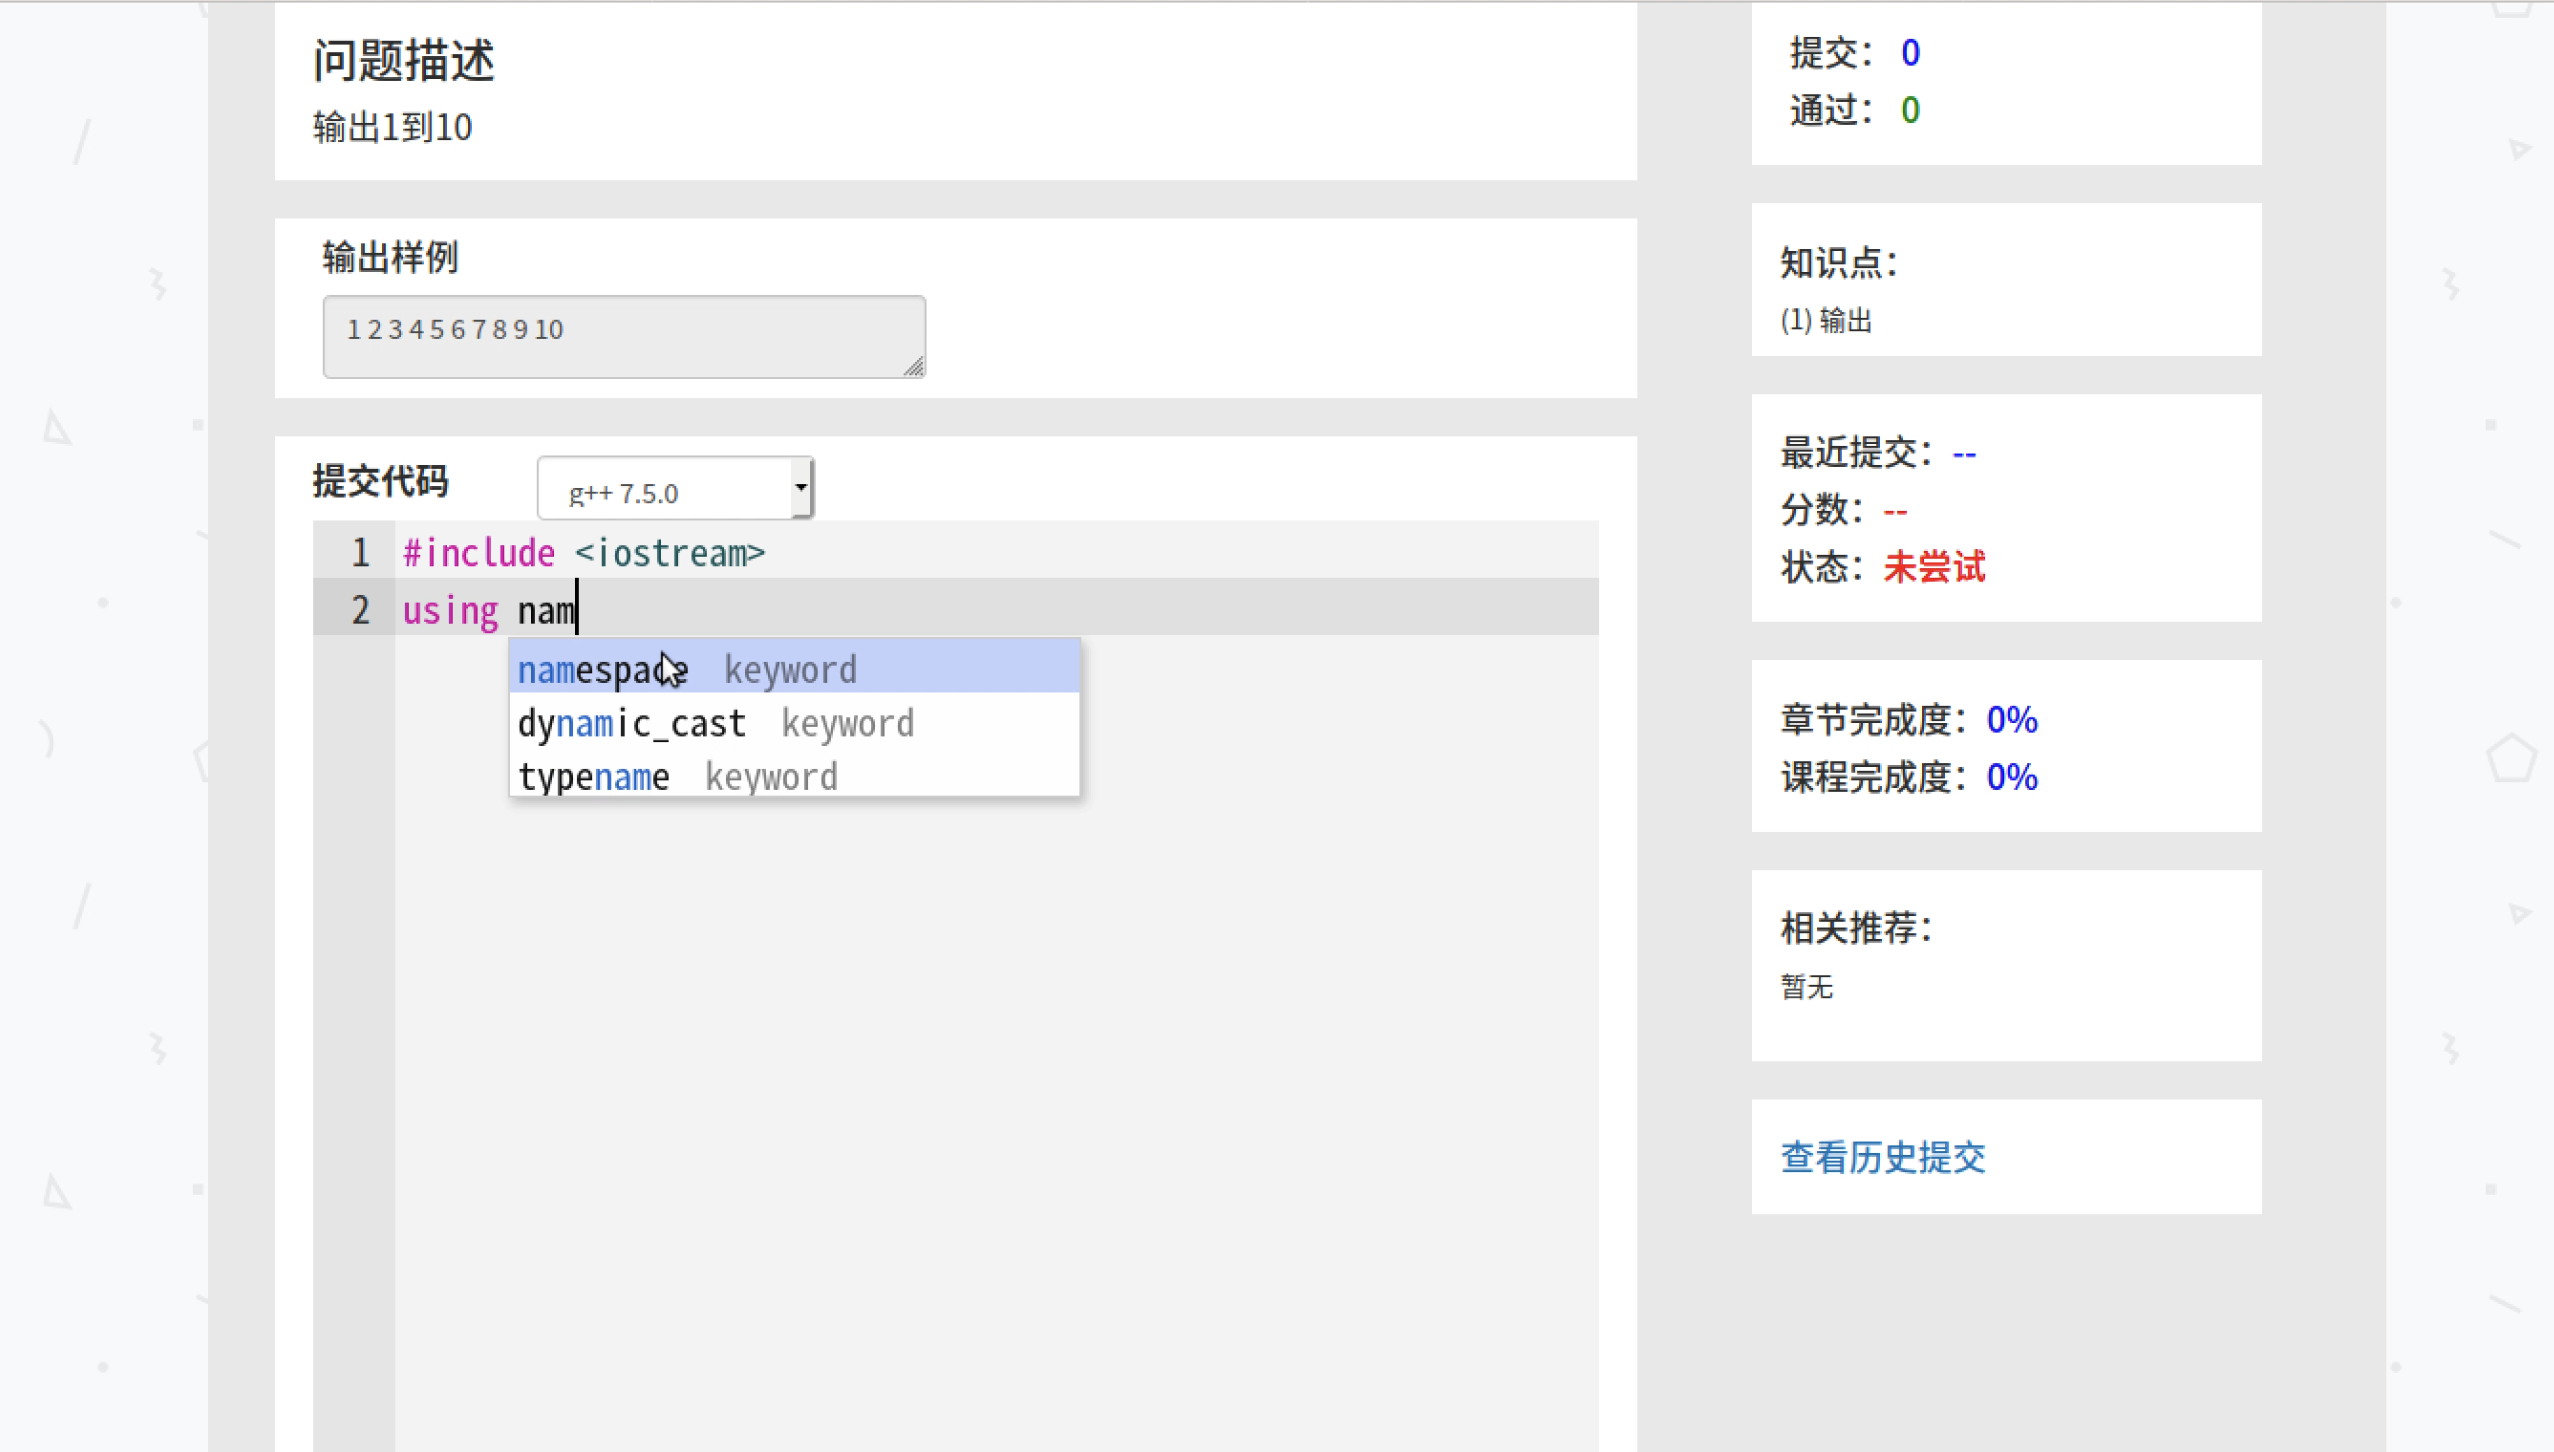 问题描述
输出1到10
输出样例
1 2 3 4 5 6 7 8 9 10
提交代码
g++ 7.5.0
1 #include <iostream>
2 using nam
namespace keyword
dynamic_cast keyword
typename keyword
提交： 0
通过： 0
知识点：
(1) 输出
最近提交：--
分数：--
状态：未尝试
章节完成度：0%
课程完成度：0%
相关推荐：
暂无
查看历史提交